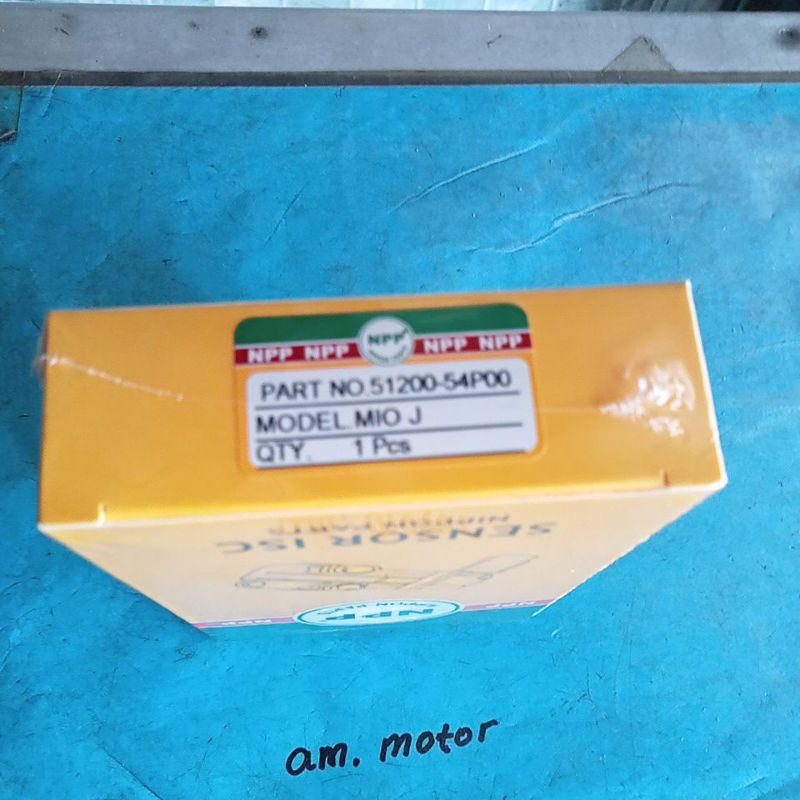 NPP NPP NPP NPP NPP
PART NO.51200-54P00
MODEL.MIO J
QTY. 1 Pcs
SENSOR ISC
NIPPON PARTS
NPP
am. motor